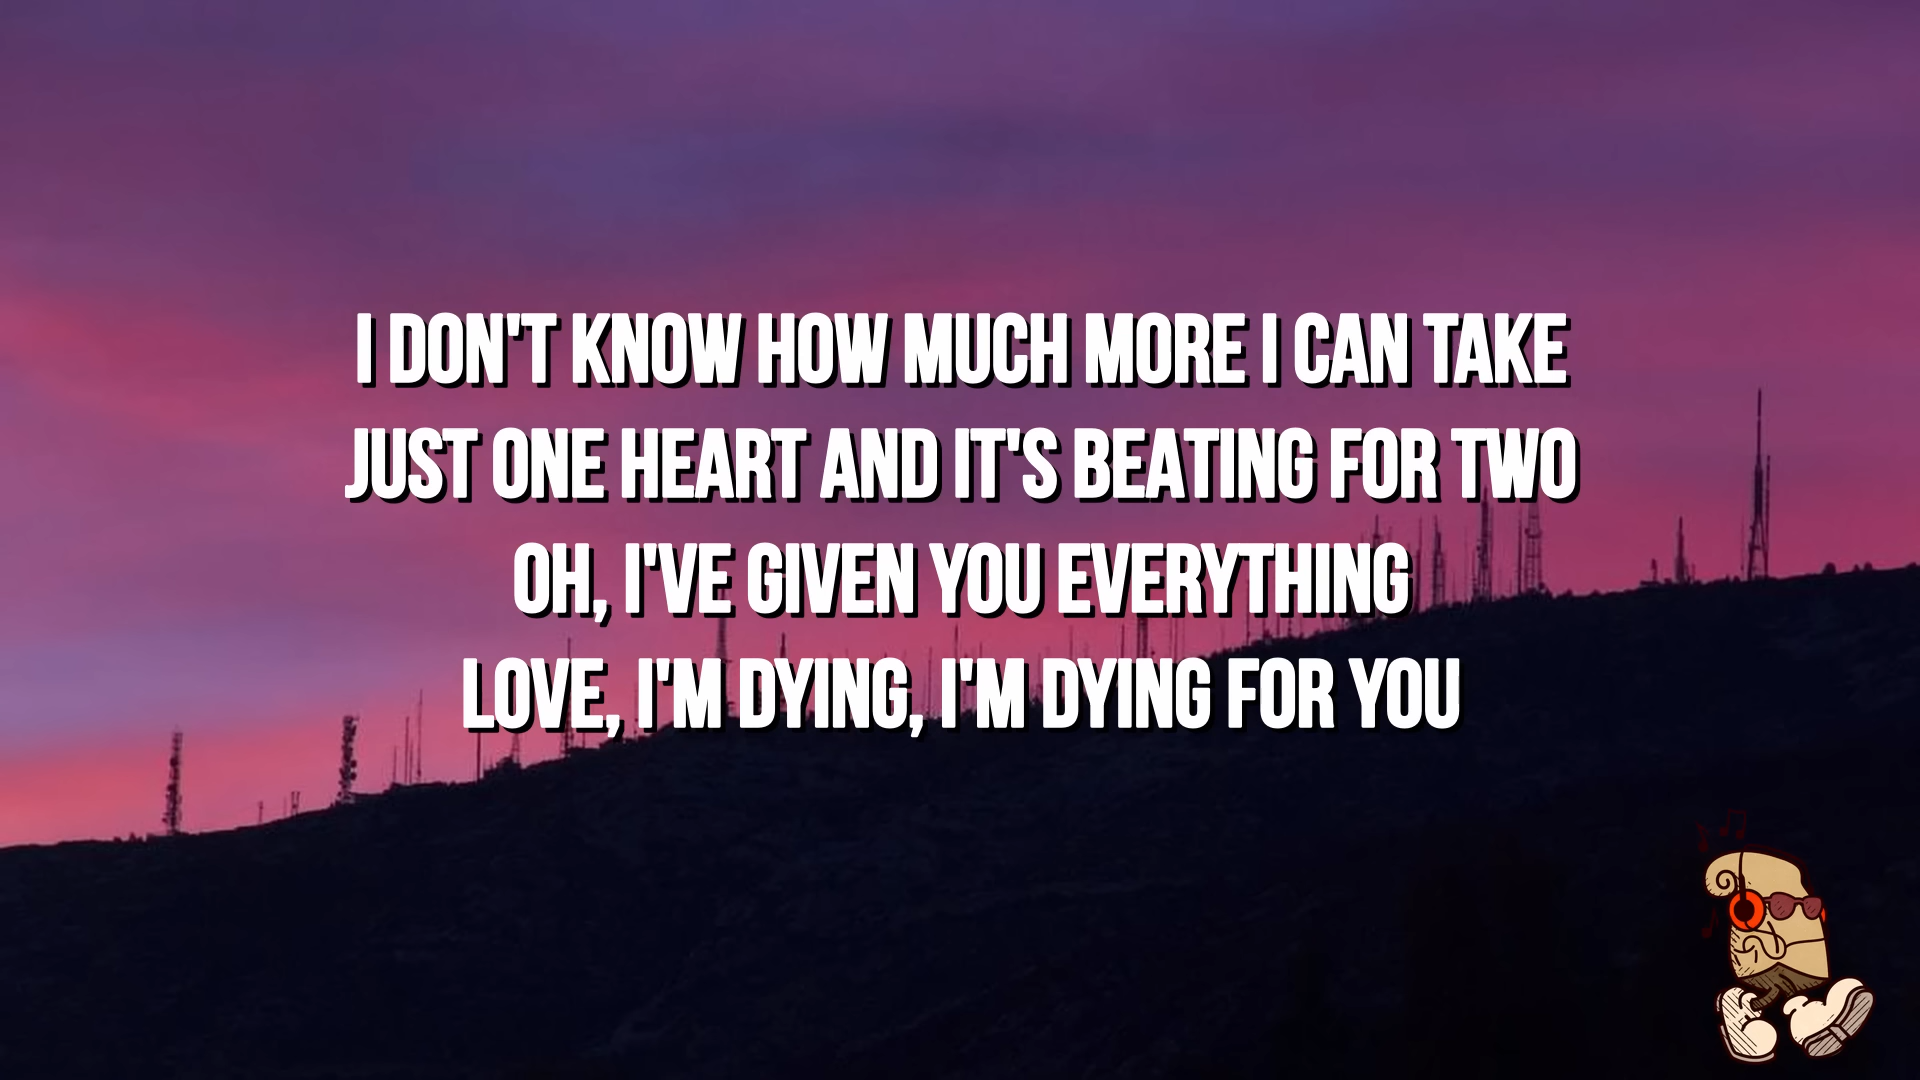 I DON'T KNOW HOW MUCH MORE I CAN TAKE
JUST ONE HEART AND IT'S BEATING FOR TWO
OH, I'VE GIVEN YOU EVERYTHING
LOVE, I'M DYING, I'M DYING FOR YOU